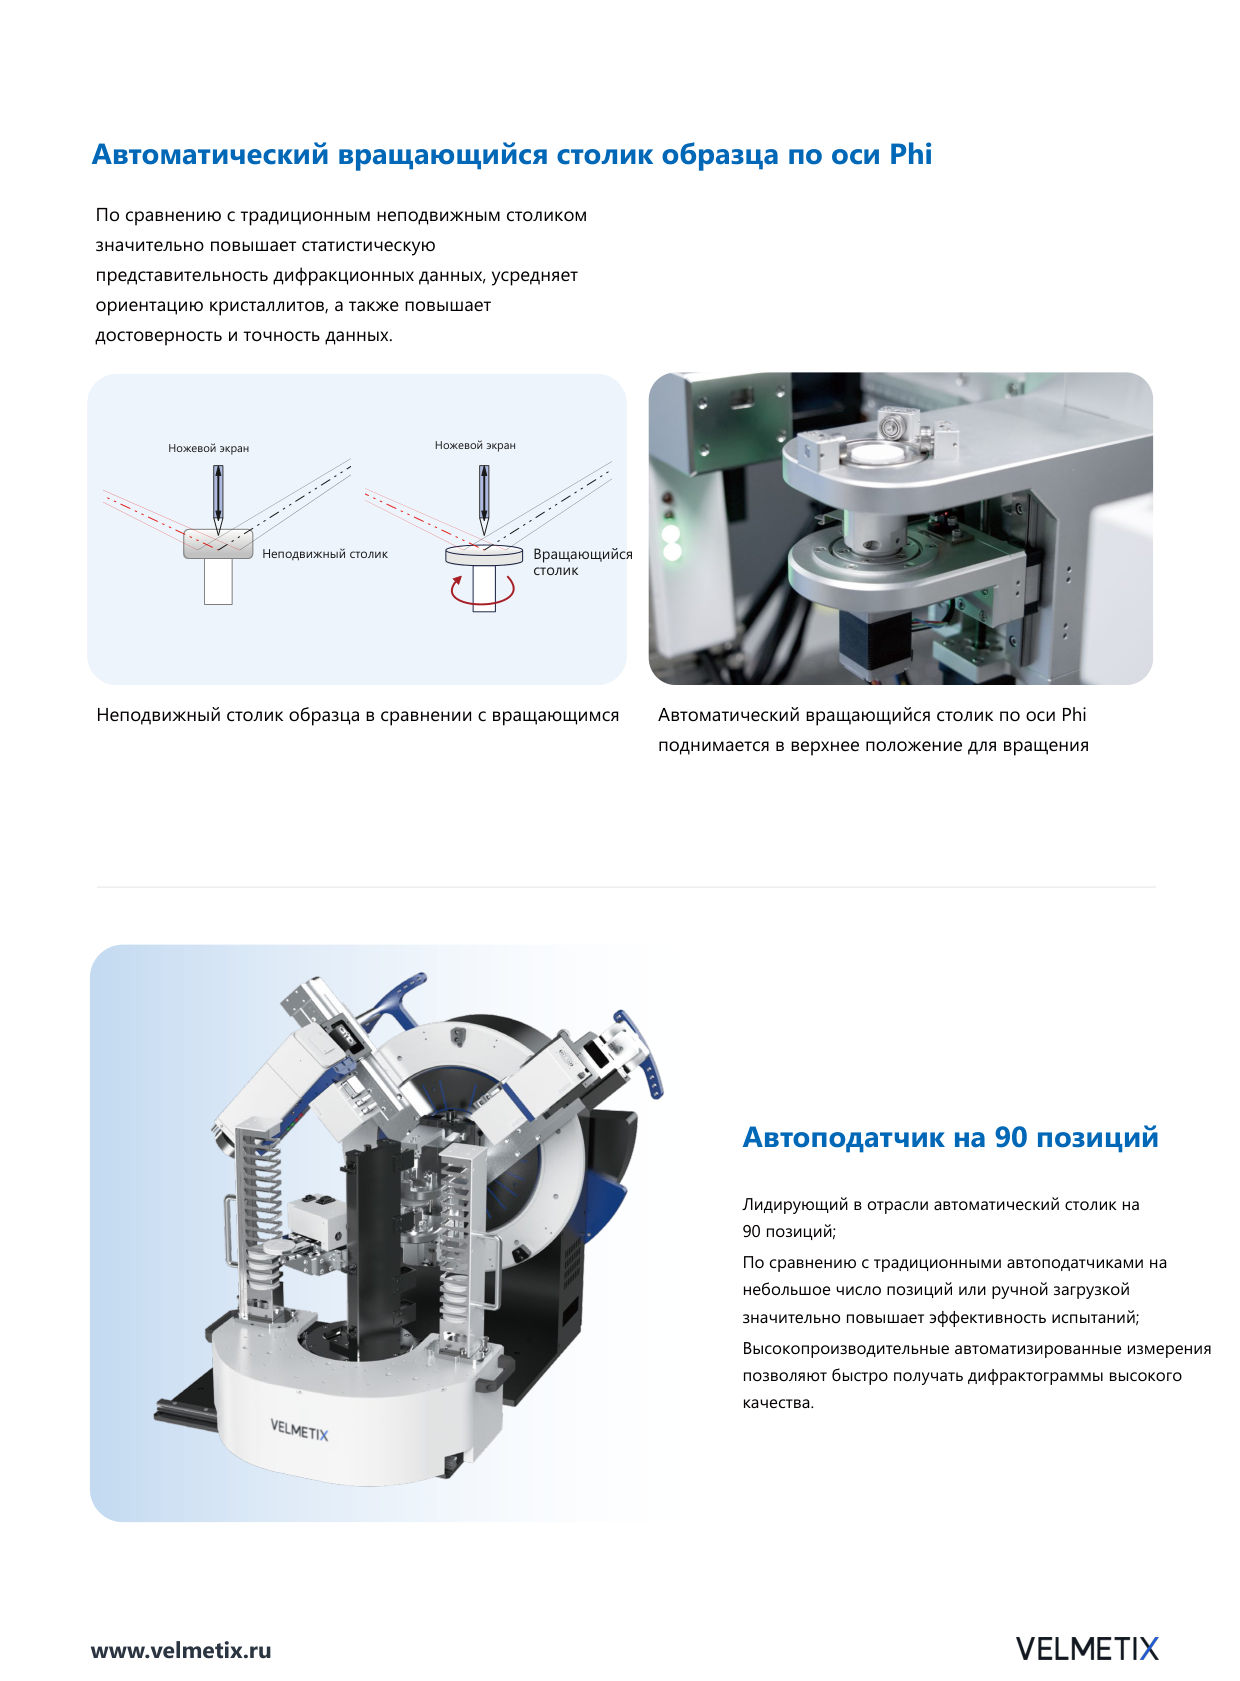 Автоматический вращающийся столик образца по оси Phi
По сравнению с традиционным неподвижным столиком
значительно повышает статистическую
представительность дифракционных данных, усредняет
ориентацию кристаллитов, а также повышает
достоверность и точность данных.
Ножевой экран
Неподвижный столик
Ножевой экран
Вращающийся
столик
Неподвижный столик образца в сравнении с вращающимся
Автоматический вращающийся столик по оси Phi
поднимается в верхнее положение для вращения
VELMETIX
Автоподатчик на 90 позиций
Лидирующий в отрасли автоматический столик на
90 позиций;
По сравнению с традиционными автоподатчиками на
небольшое число позиций или ручной загрузкой
значительно повышает эффективность испытаний;
Высокопроизводительные автоматизированные измерения
позволяют быстро получать дифрактограммы высокого
качества.
www.velmetix.ru
VELMETIX